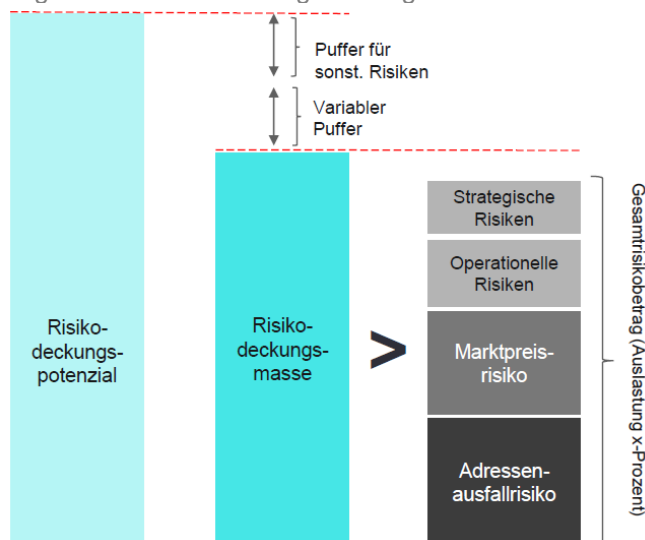 Puffer für
sonst. Risiken
Variabler
Puffer
Risiko-
deckungs-
potenzial
Risiko-
deckungs-
masse
>
Strategische
Risiken
Operationelle
Risiken
Marktpreis-
risiko
Adressen-
ausfallrisiko
Gesamtrisikobetrag (Auslastung x-Prozent)